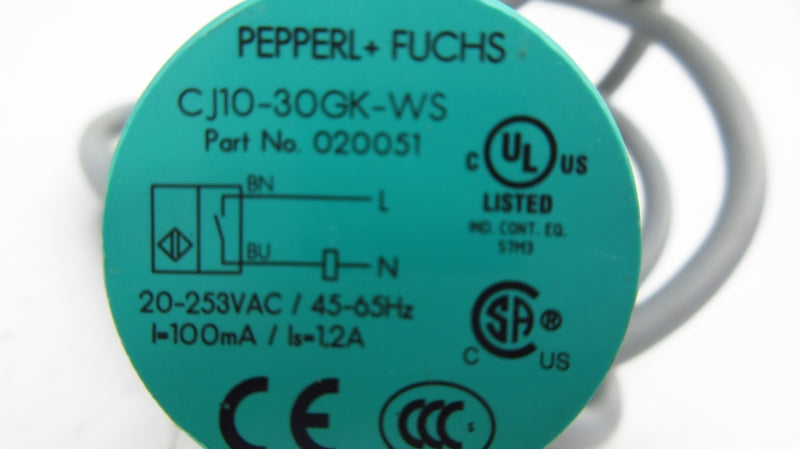 PEPPERL+ FUCHS
CJ10-30GK-WS
Part No. 020051
C UL US
LISTED
IND. CONT. EQ.
57M3
BN
L
BU
N
20-253VAC / 45-65Hz
I=100mA / Is=1,2A
C SA ® US
CE
CCC S